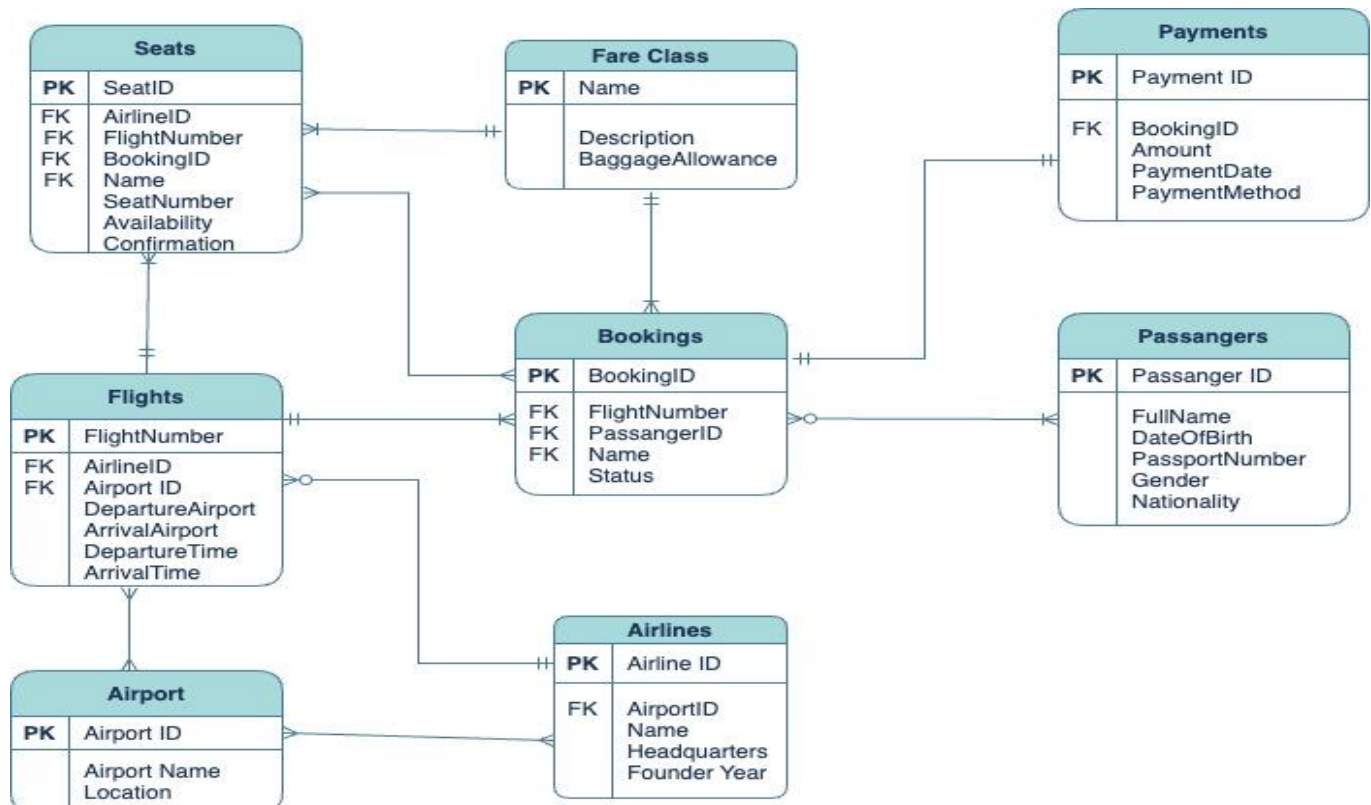 Seats
PK SeatID
FK AirlineID
FK FlightNumber
FK BookingID
FK Name
SeatNumber
Availability
Confirmation
Fare Class
PK Name
Description
BaggageAllowance
Payments
PK Payment ID
FK BookingID
Amount
PaymentDate
PaymentMethod
Bookings
PK BookingID
FK FlightNumber
FK PassangerID
FK Name
Status
Passangers
PK Passanger ID
FullName
DateOfBirth
PassportNumber
Gender
Nationality
Flights
PK FlightNumber
FK AirlineID
FK Airport ID
DepartureAirport
ArrivalAirport
DepartureTime
ArrivalTime
Airlines
PK Airline ID
FK AirportID
Name
Headquarters
Founder Year
Airport
PK Airport ID
Airport Name
Location